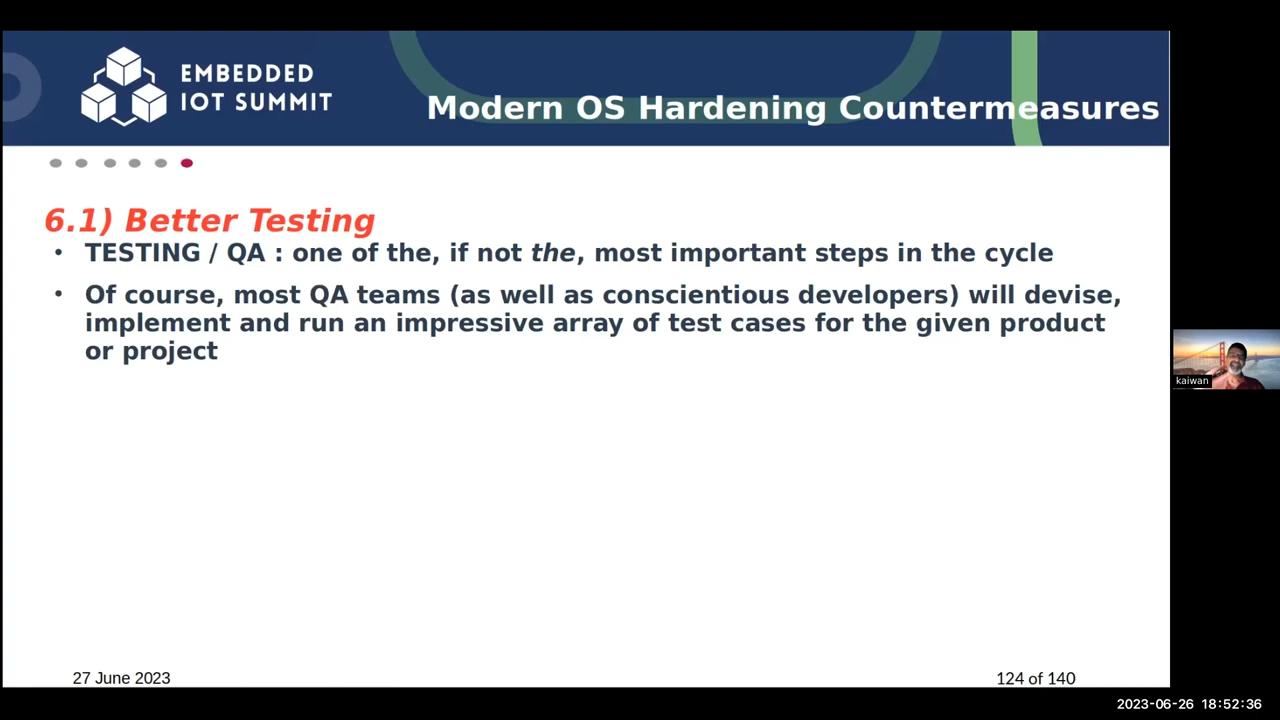 EMBEDDED
IOT SUMMIT
Modern OS Hardening Countermeasures
6.1) Better Testing
• TESTING / QA : one of the, if not the, most important steps in the cycle
• Of course, most QA teams (as well as conscientious developers) will devise,
implement and run an impressive array of test cases for the given product
or project
kaiwan
27 June 2023
124 of 140
2023-06-26 18:52:36